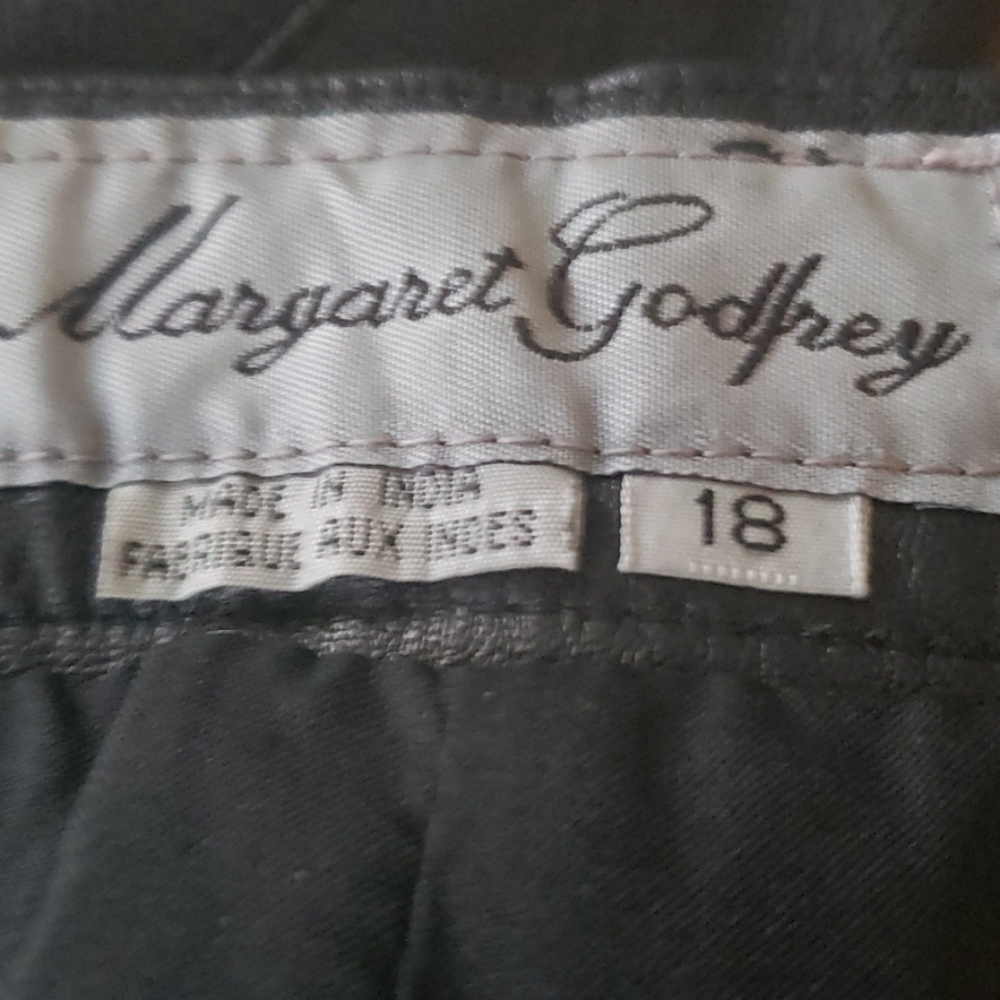 Margaret Godfrey
MADE IN INDIA
FABRIQUE AUX INDES
18